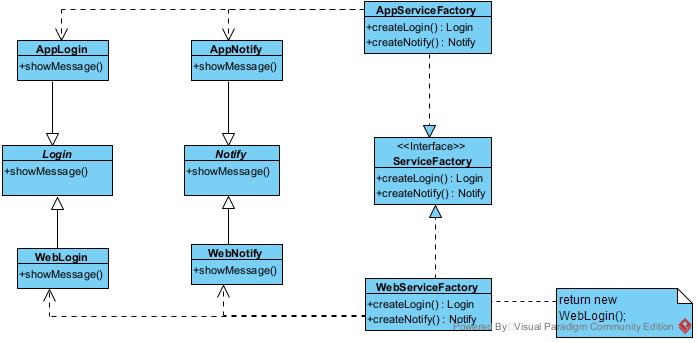 AppServiceFactory
+createLogin() : Login
+createNotify() : Notify
AppLogin
+showMessage()
AppNotify
+showMessage()
Login
+showMessage()
Notify
+showMessage()
<<Interface>>
ServiceFactory
+createLogin() : Login
+createNotify() : Notify
WebLogin
+showMessage()
WebNotify
+showMessage()
WebServiceFactory
+createLogin() : Login
+createNotify() : Notify
return new
WebLogin();
Powered By Visual Paradigm Community Edition